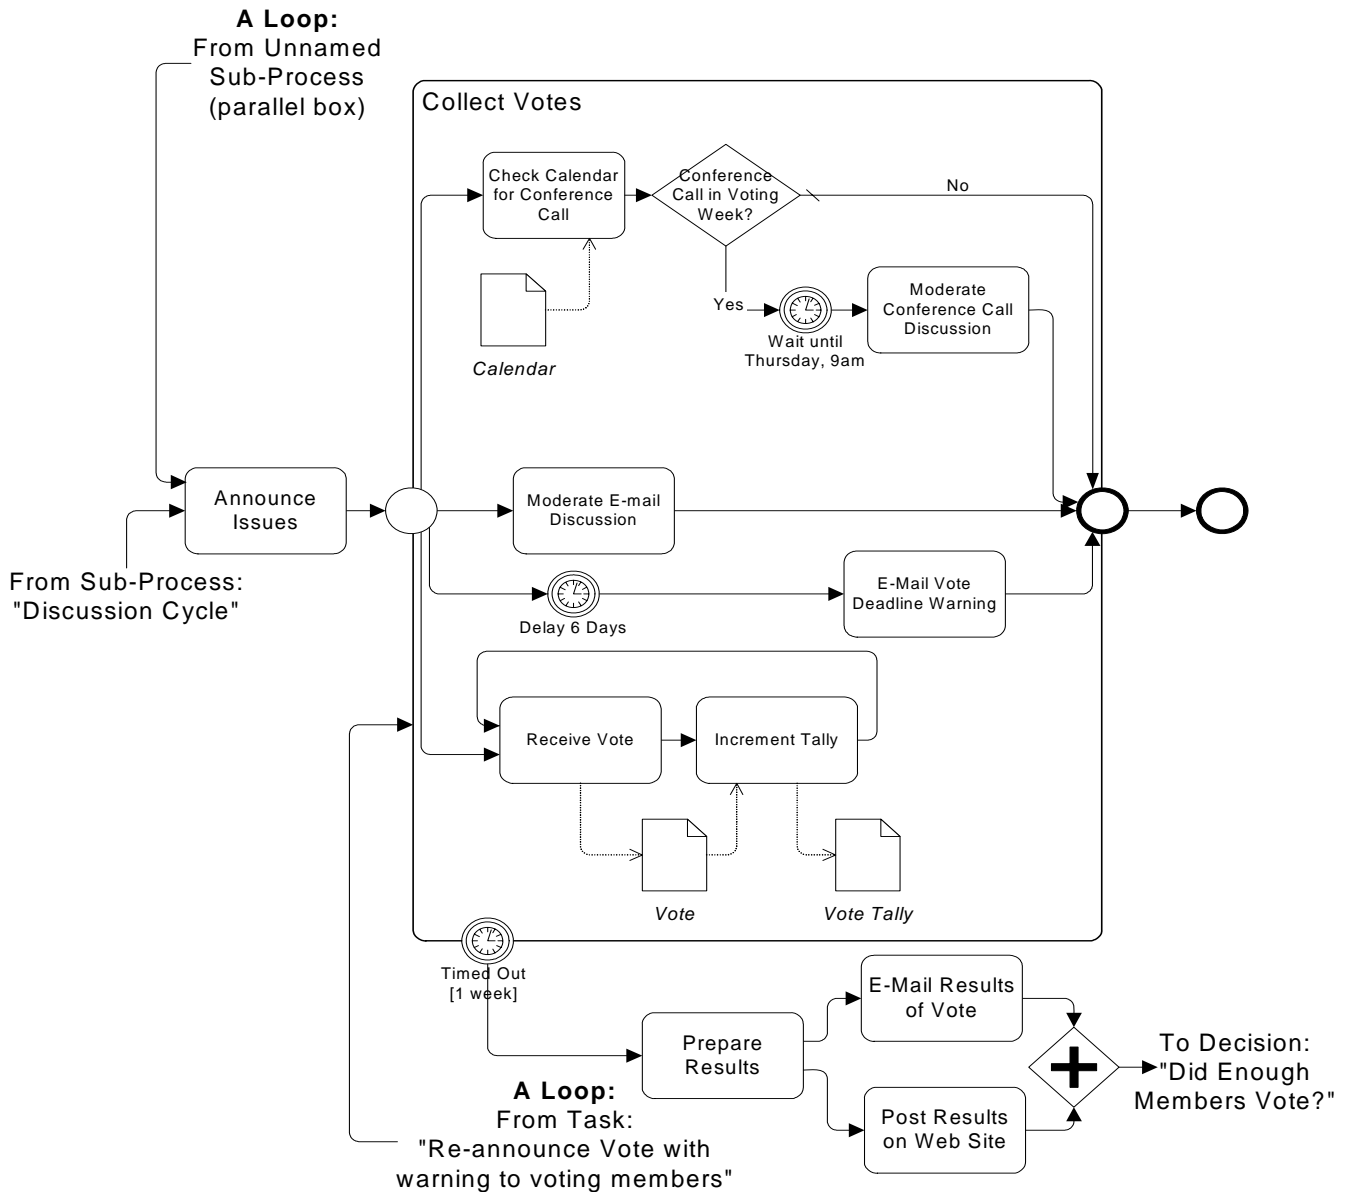 A Loop:
From Unnamed
Sub-Process
(parallel box)
Collect Votes
Check Calendar
for Conference
Call
Conference
Call in Voting
Week?
No
Calendar
Yes
Wait until
Thursday, 9am
Moderate
Conference Call
Discussion
Announce
Issues
Moderate E-mail
Discussion
From Sub-Process:
"Discussion Cycle"
Delay 6 Days
E-Mail Vote
Deadline Warning
Receive Vote
Increment Tally
Vote
Vote Tally
Timed Out
[1 week]
Prepare
Results
E-Mail Results
of Vote
Post Results
on Web Site
To Decision:
"Did Enough
Members Vote?"
A Loop:
From Task:
"Re-announce Vote with
warning to voting members"